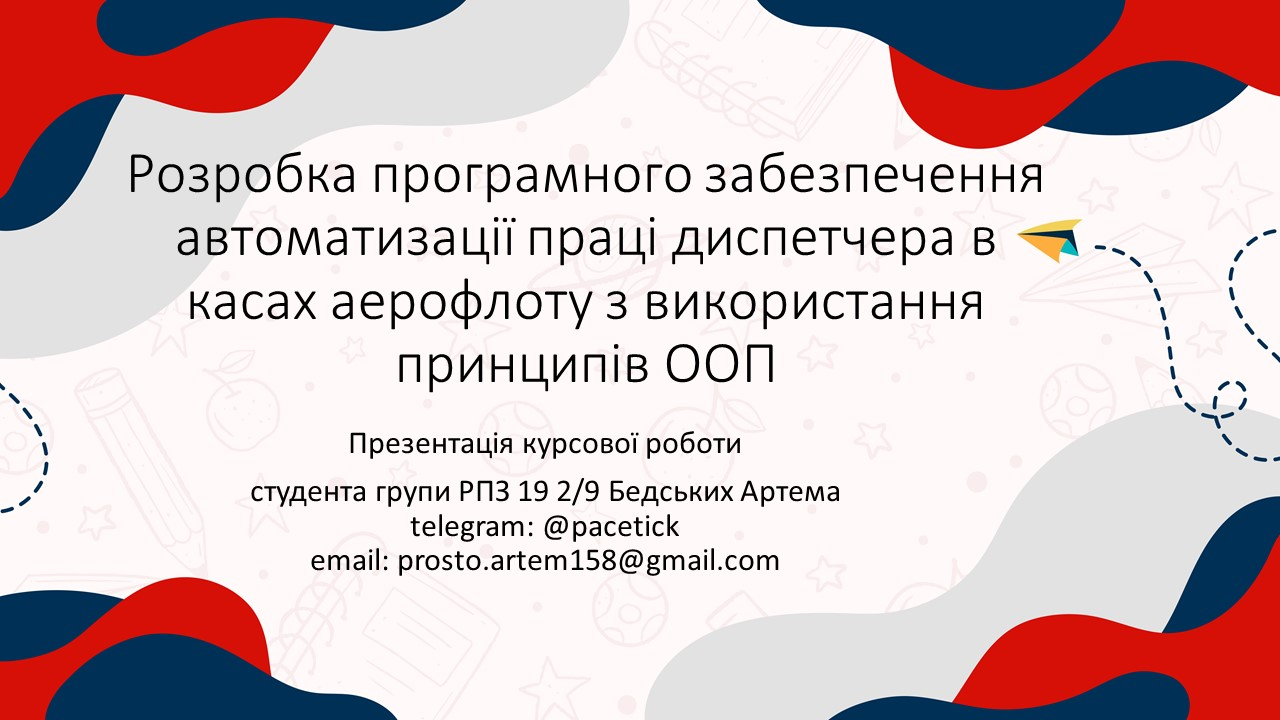 Розробка програмного забезпечення
автоматизації праці диспетчера в
касах аерофлоту з використання
принципів ООП
Презентація курсової роботи
студента групи РПЗ 19 2/9 Бедських Артема
telegram: @pacetick
email: prosto.artem158@gmail.com